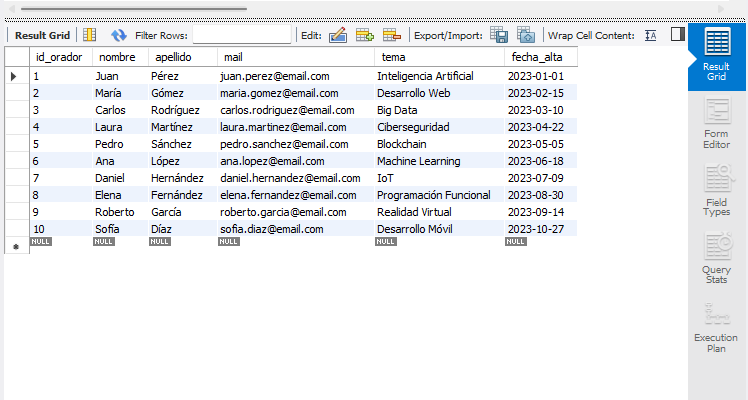 Result Grid Filter Rows: Edit: Export/Import: Wrap Cell Content: IA
id_orador nombre apellido mail tema fecha_alta
1 Juan Pérez juan.perez@email.com Inteligencia Artificial 2023-01-01
2 María Gómez maria.gomez@email.com Desarrollo Web 2023-02-15
3 Carlos Rodríguez carlos.rodriguez@email.com Big Data 2023-03-10
4 Laura Martínez laura.martinez@email.com Ciberseguridad 2023-04-22
5 Pedro Sánchez pedro.sanchez@email.com Blockchain 2023-05-05
6 Ana López ana.lopez@email.com Machine Learning 2023-06-18
7 Daniel Hernández daniel.hernandez@email.com IoT 2023-07-09
8 Elena Fernández elena.fernandez@email.com Programación Funcional 2023-08-30
9 Roberto García roberto.garcia@email.com Realidad Virtual 2023-09-14
10 Sofía Díaz sofia.diaz@email.com Desarrollo Móvil 2023-10-27
NULL NULL NULL NULL NULL NULL
Result
Grid
Form
Editor
Field
Types
Query
Stats
Execution
Plan